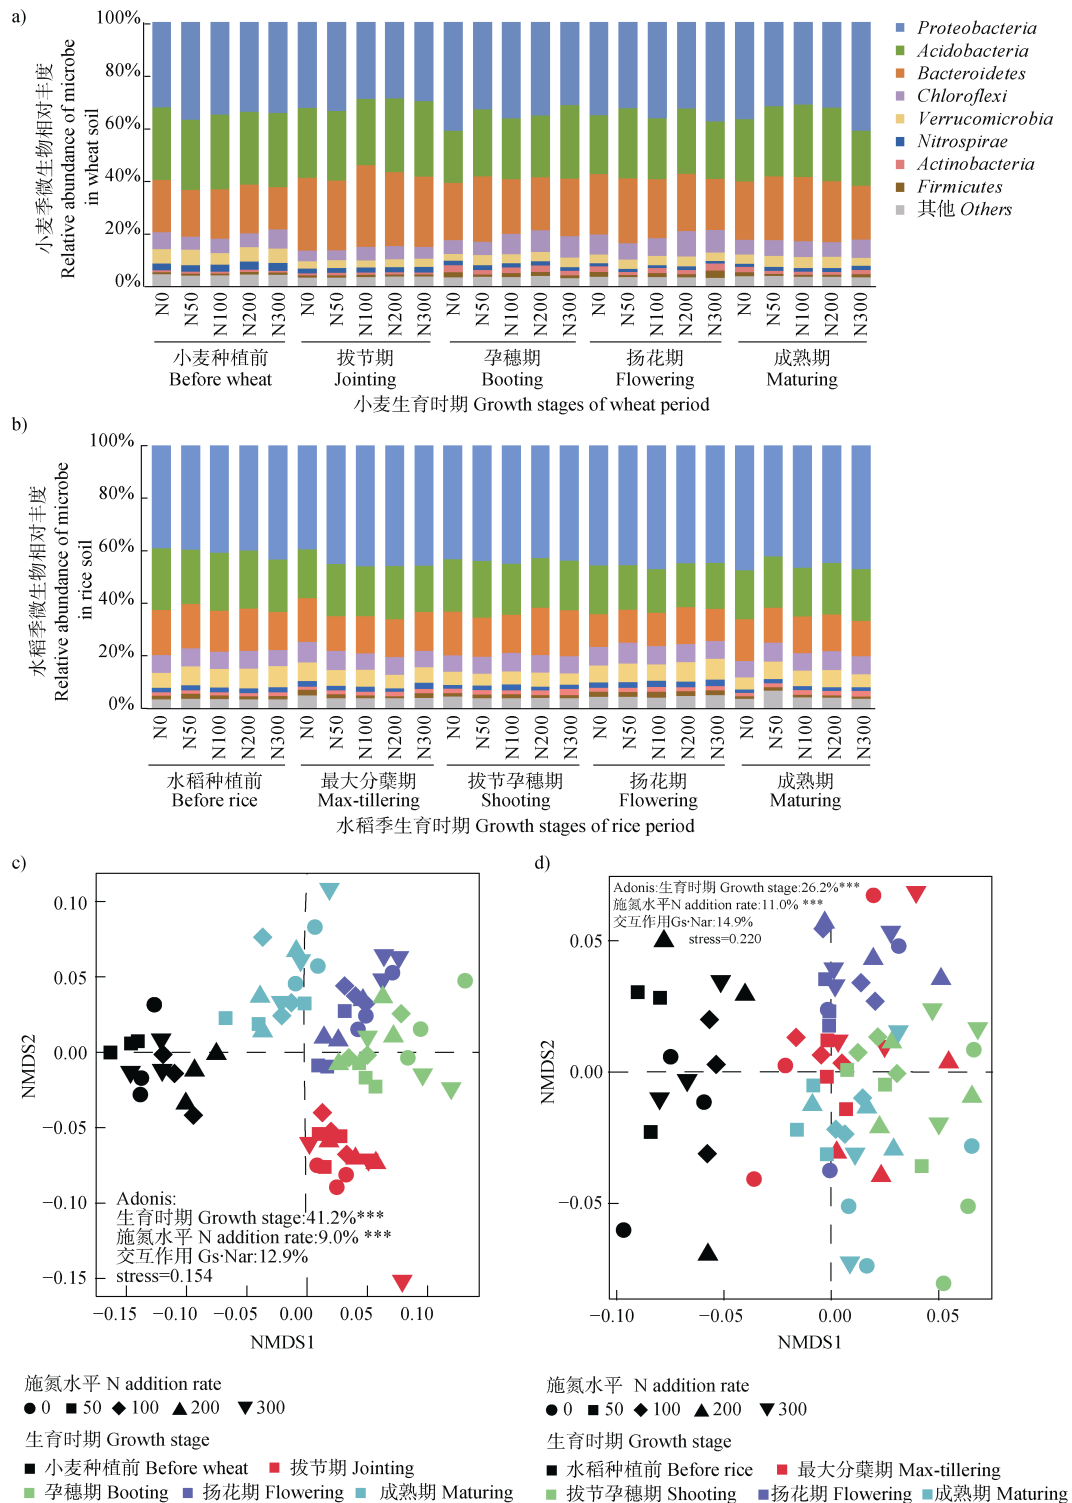 a)
100%
80%
60%
40%
20%
0%
小麦季微生物相对丰度
Relative abundance of microbe
in wheat soil
Proteobacteria
Acidobacteria
Bacteroidetes
Chloroflexi
Verrucomicrobia
Nitrospirae
Actinobacteria
Firmicutes
其他 Others
N0 N50 N100 N200 N300 N0 N50 N100 N200 N300 N0 N50 N100 N200 N300 N0 N50 N100 N200 N300 N0 N50 N100 N200 N300
小麦种植前 拔节期 孕穗期 扬花期 成熟期
Before wheat Jointing Booting Flowering Maturing
小麦生育时期 Growth stages of wheat period
b)
100%
80%
60%
40%
20%
0%
水稻季微生物相对丰度
Relative abundance of microbe
in rice soil
N0 N50 N100 N200 N300 N0 N50 N100 N200 N300 N0 N50 N100 N200 N300 N0 N50 N100 N200 N300 N0 N50 N100 N200 N300
水稻种植前 最大分蘖期 拔节孕穗期 扬花期 成熟期
Before rice Max-tillering Shooting Flowering Maturing
水稻季生育时期 Growth stages of rice period
c)
0.10
0.05
0.00
−0.05
−0.10
−0.15
NMDS2
Adonis:
生育时期 Growth stage:41.2%***
施氮水平 N addition rate:9.0% ***
交互作用 Gs·Nar:12.9%
stress=0.154
−0.15 −0.10 −0.05 0.00 0.05 0.10
NMDS1
施氮水平 N addition rate
0 50 100 200 300
生育时期 Growth stage
小麦种植前 Before wheat 拔节期 Jointing
孕穗期 Booting 扬花期 Flowering 成熟期 Maturing
d)
Adonis:生育时期 Growth stage:26.2%***
施氮水平N addition rate:11.0% ***
交互作用Gs·Nar:14.9%
stress=0.220
0.05
0.00
−0.05
NMDS2
−0.10 −0.05 0.00 0.05
NMDS1
施氮水平 N addition rate
0 50 100 200 300
生育时期 Growth stage
水稻种植前 Before rice 最大分蘖期 Max-tillering
拔节孕穗期 Shooting 扬花期 Flowering 成熟期 Maturing